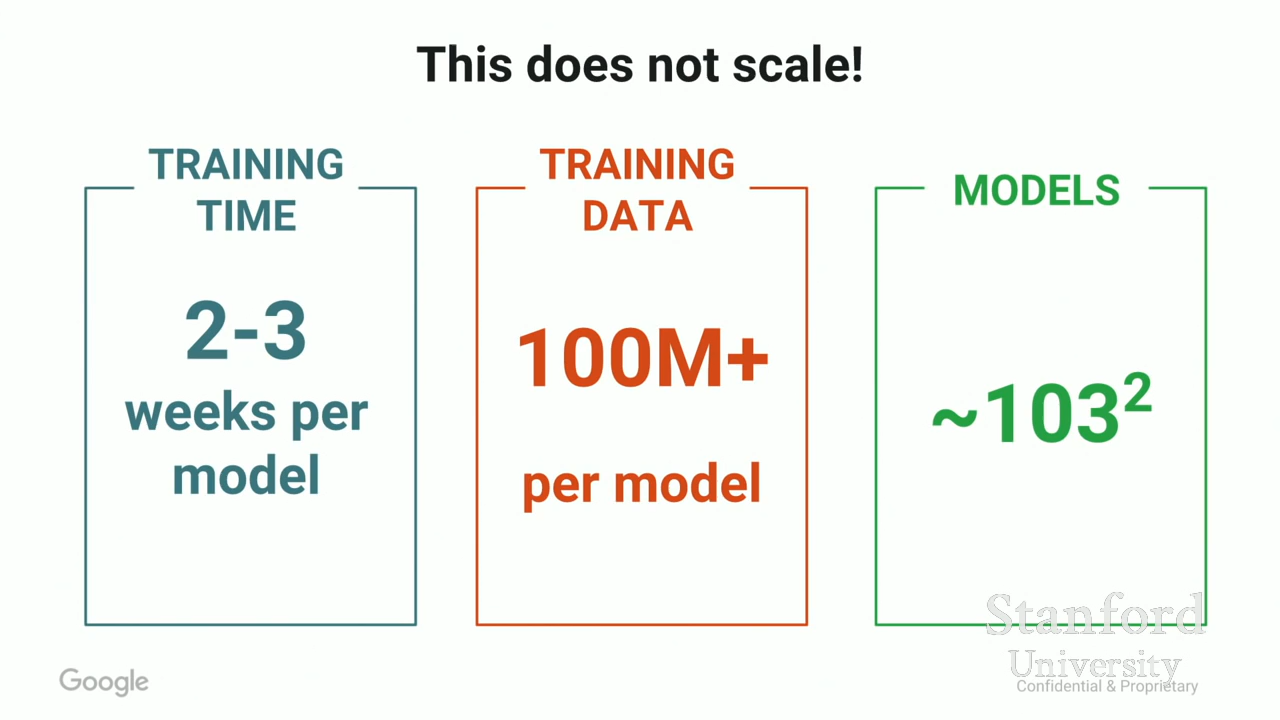 This does not scale!
TRAINING
TIME
2-3
weeks per
model
TRAINING
DATA
100M+
per model
MODELS
~103²
Google
Stanford
University
Confidential & Proprietary